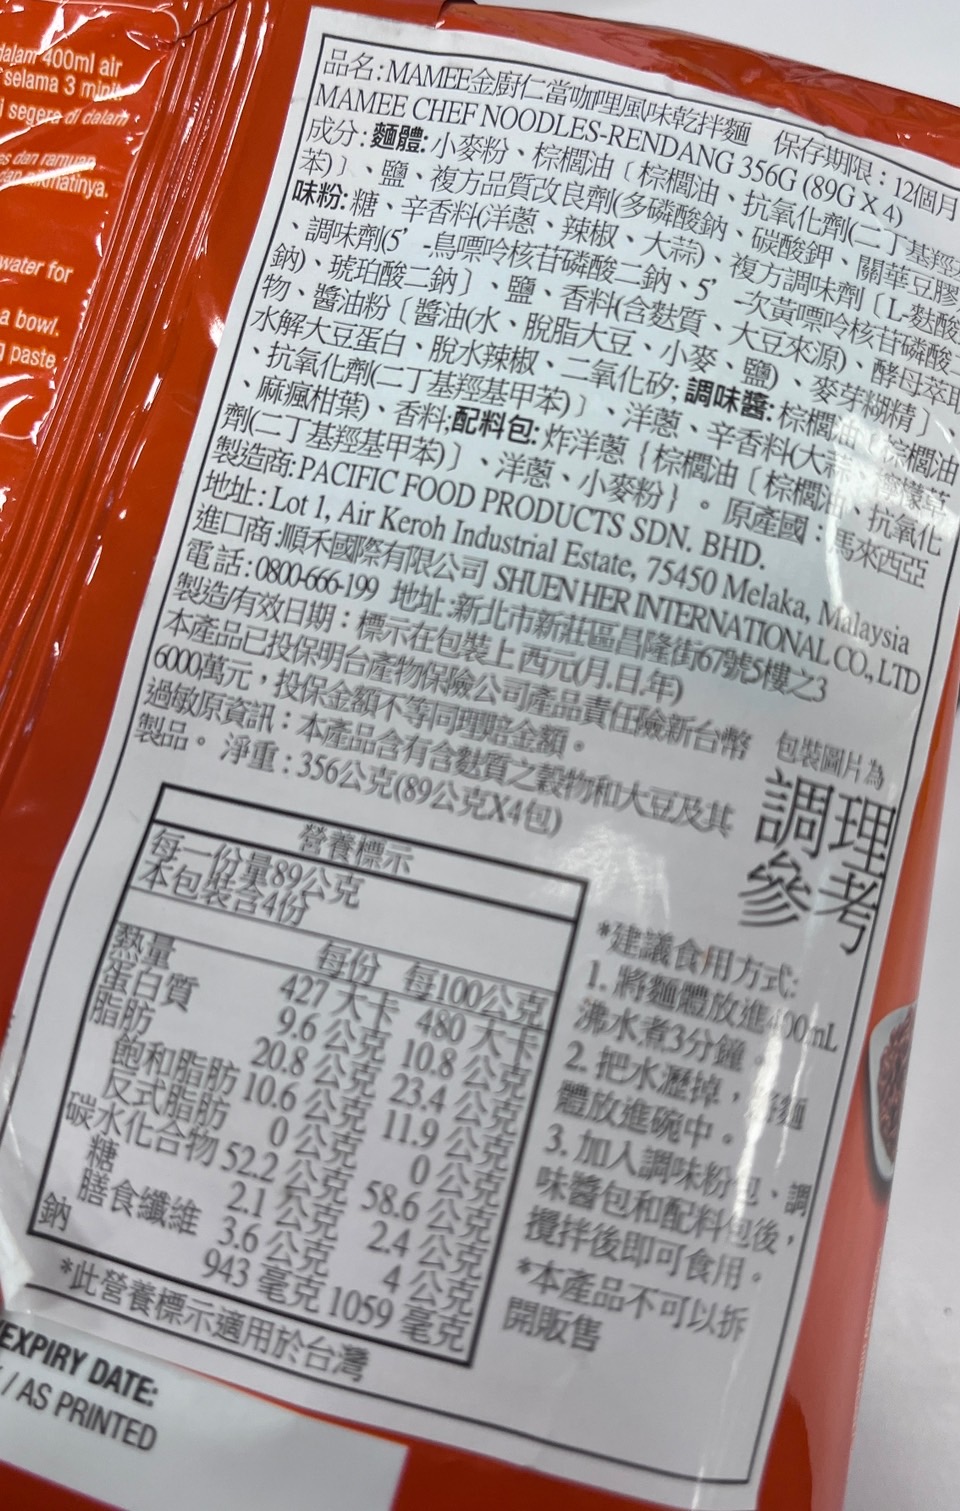 dalam 400ml air
selama 3 minit.
segera di dalam
es dan ramuan
dan nikmatinya.
water for
a bowl.
paste,
品名:MAMEE金廚仁當咖哩風味乾拌麵 保存期限:12個月
MAMEE CHEF NOODLES-RENDANG 356G (89G X 4)
成分:麵體:小麥粉、棕櫚油〔棕櫚油、抗氧化劑(二丁基羥基
苯)〕、鹽、複方品質改良劑(多磷酸鈉、碳酸鉀、關華豆膠
味粉:糖、辛香料(洋蔥、辣椒、大蒜)、複方調味劑〔L-麩酸
、調味劑(5’-鳥嘌呤核苷磷酸二鈉、5’-次黃嘌呤核苷磷酸二
鈉)、琥珀酸二鈉〕、鹽、香料(含麩質、大豆來源)、酵母萃取
物、醬油粉〔醬油(水、脫脂大豆、小麥、鹽)、麥芽糊精〕、
水解大豆蛋白、脫水辣椒、二氧化矽;調味醬:棕櫚油〔棕櫚油
、抗氧化劑(二丁基羥基甲苯)〕、洋蔥、辛香料(大蒜、檸檬草
、麻瘋柑葉)、香料;配料包:炸洋蔥{棕櫚油〔棕櫚油、抗氧化
劑(二丁基羥基甲苯)〕、洋蔥、小麥粉}。原產國:馬來西亞
製造商:PACIFIC FOOD PRODUCTS SDN. BHD.
地址:Lot 1, Air Keroh Industrial Estate, 75450 Melaka, Malaysia
進口商:順禾國際有限公司 SHUEN HER INTERNATIONAL CO., LTD
電話:0800-666-199 地址:新北市新莊區昌隆街67號5樓之3
製造/有效日期:標示在包裝上 西元(月.日.年)
本產品已投保明台產物保險公司產品責任險新台幣
6000萬元,投保金額不等同理賠金額。
過敏原資訊:本產品含有含麩質之穀物和大豆及其
製品。 淨重:356公克(89公克X4包)
包裝圖片為
調理
參考
營養標示
每一份量89公克
本包裝含4份
每份 每100公克
熱量 427 大卡 480 大卡
蛋白質 9.6 公克 10.8 公克
脂肪 20.8 公克 23.4 公克
飽和脂肪 10.6 公克 11.9 公克
反式脂肪 0 公克 0 公克
碳水化合物 52.2 公克 58.6 公克
糖 2.1 公克 2.4 公克
膳食纖維 3.6 公克 4 公克
鈉 943 毫克 1059 毫克
*此營養標示適用於台灣
*建議食用方式:
1. 將麵體放進400mL
沸水煮3分鐘。
2. 把水瀝掉,將麵
體放進碗中。
3. 加入調味粉包、調
味醬包和配料包後,
攪拌後即可食用。
*本產品不可以拆
開販售
EXPIRY DATE:
/ AS PRINTED